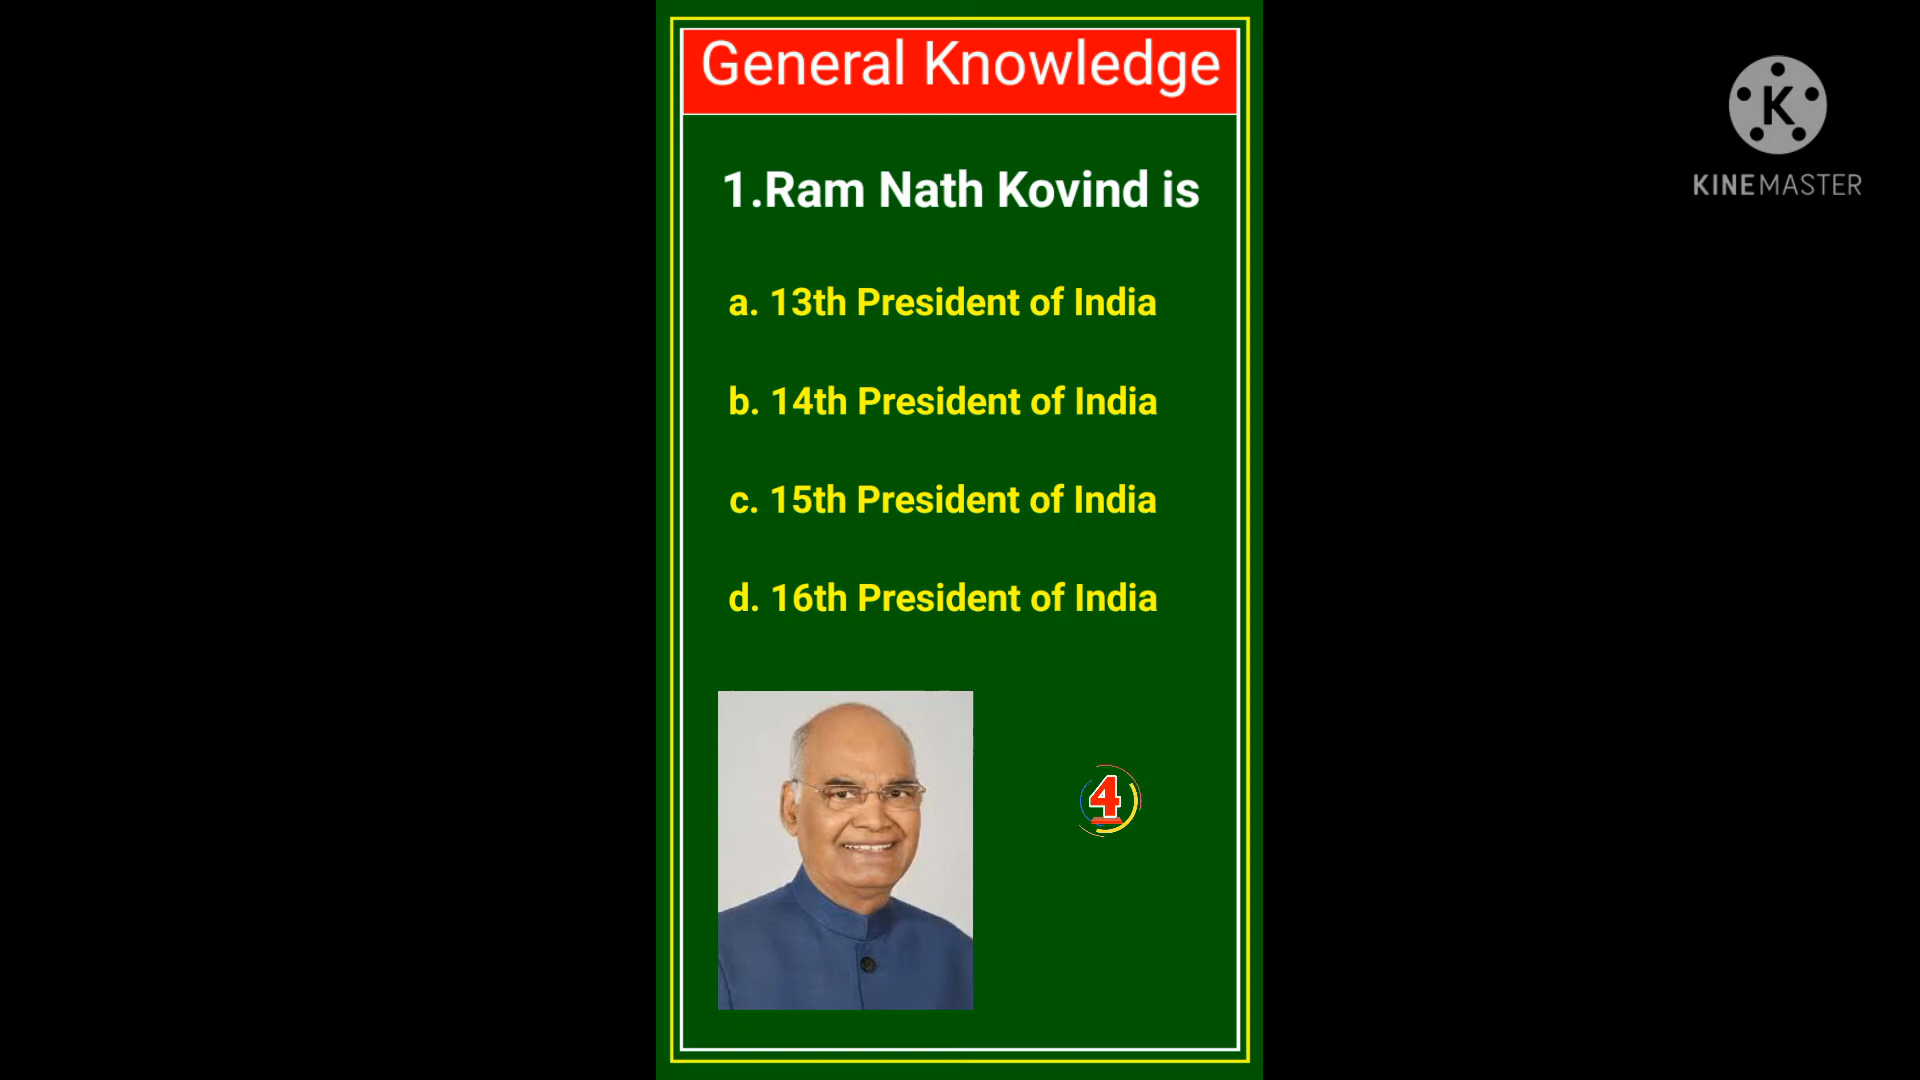 General Knowledge
1.Ram Nath Kovind is
a. 13th President of India
b. 14th President of India
c. 15th President of India
d. 16th President of India
4
K
KINEMASTER